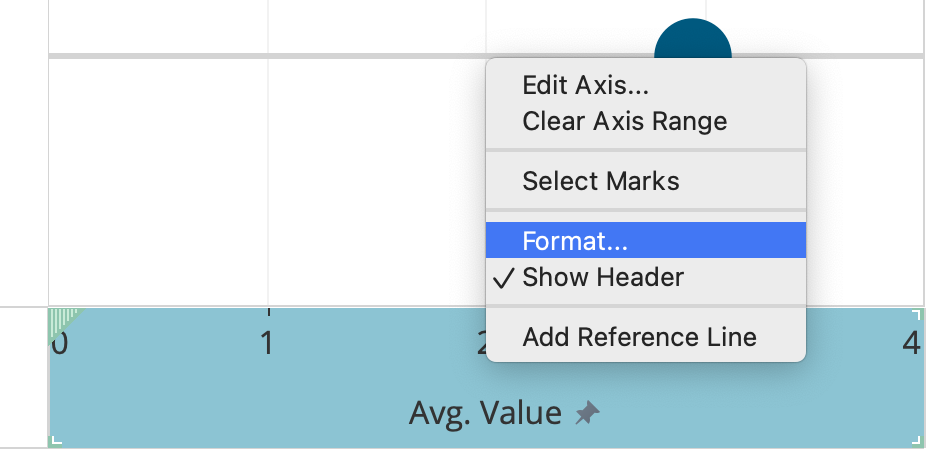 Edit Axis...
Clear Axis Range
Select Marks
Format...
✓ Show Header
Add Reference Line
0 1 2 4
Avg. Value